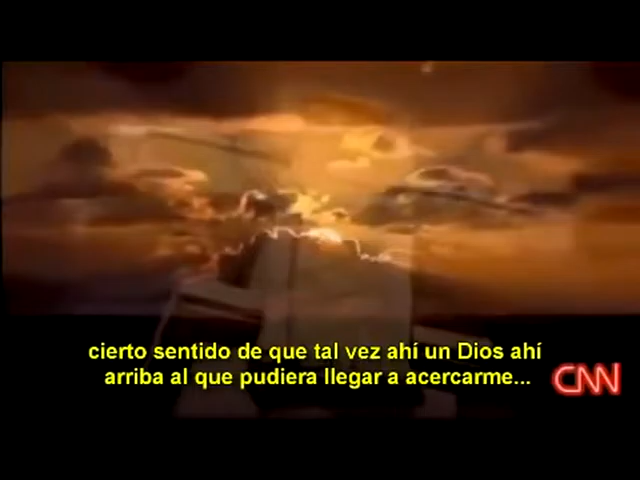 cierto sentido de que tal vez ahí un Dios ahí
arriba al que pudiera llegar a acercarme...
CNN